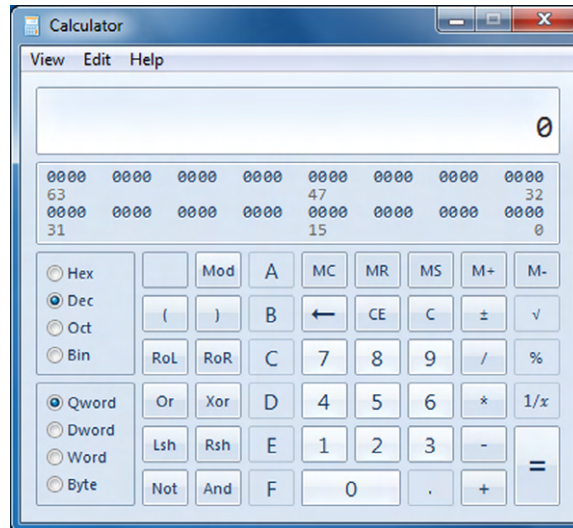 Calculator
View Edit Help
0
0000 0000 0000 0000 0000 0000 0000 0000
63 47 32
0000 0000 0000 0000 0000 0000 0000 0000
31 15 0
Hex Mod A MC MR MS M+ M-
Dec ( ) B ← CE C ± √
Oct
Bin RoL RoR C 7 8 9 / %
Qword Or Xor D 4 5 6 * 1/x
Dword
Word Lsh Rsh E 1 2 3 - =
Byte Not And F 0 . +